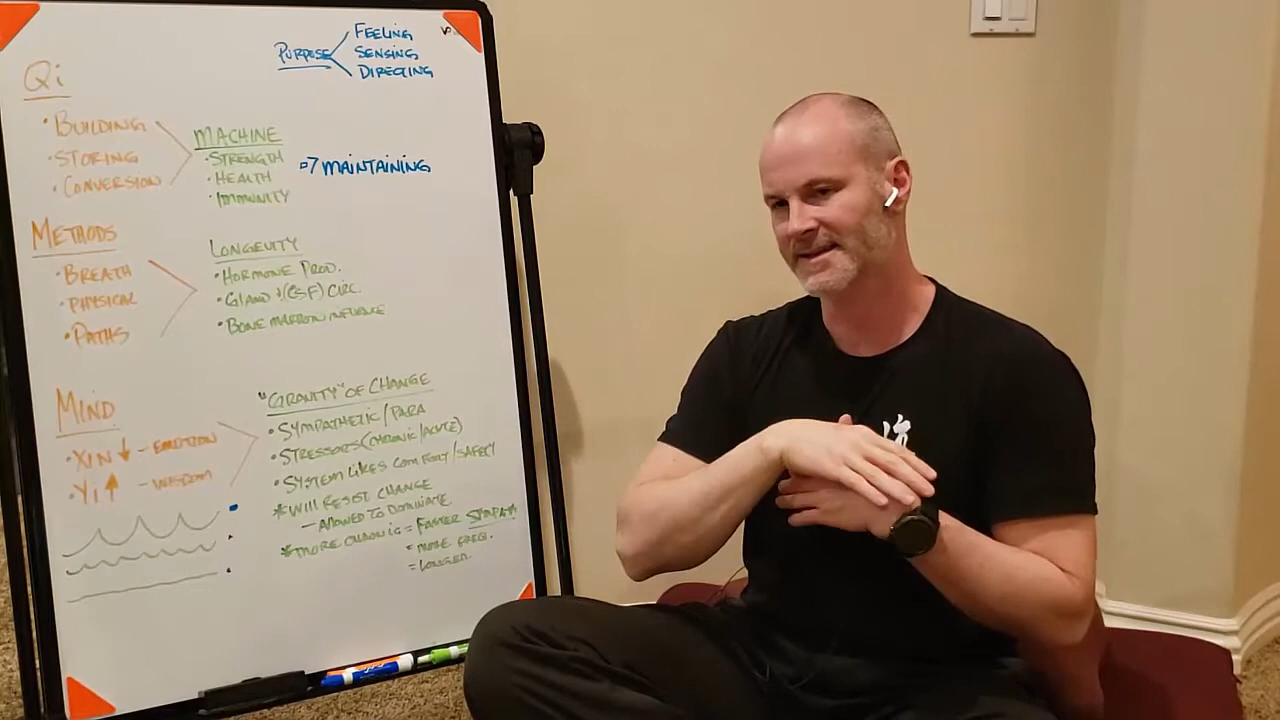 PURPOSE
FEELING
SENSING
DIRECTING
Qi
• BUILDING
• STORING
• CONVERSION
MACHINE
• STRENGTH
• HEALTH
• IMMUNITY
MAINTAINING
METHODS
• BREATH
• PHYSICAL
• PATHS
LONGEVITY
• HORMONE PROD.
• GLAND + (CSF) CIRC.
• BONE MARROW INFLUENCE
MIND
• XIN ↓ - EMOTION
• YI ↑ - WISDOM
"GRAVITY" OF CHANGE
• SYMPATHETIC/PARA
• STRESSORS (CHRONIC/ACUTE)
• SYSTEM LIKES COMFORT/SAFETY
* WILL RESIST CHANGE
- ALLOWED TO DOMINATE
* MORE CHRONIC = FASTER SYMPATH
= MORE FREQ.
= LONGER